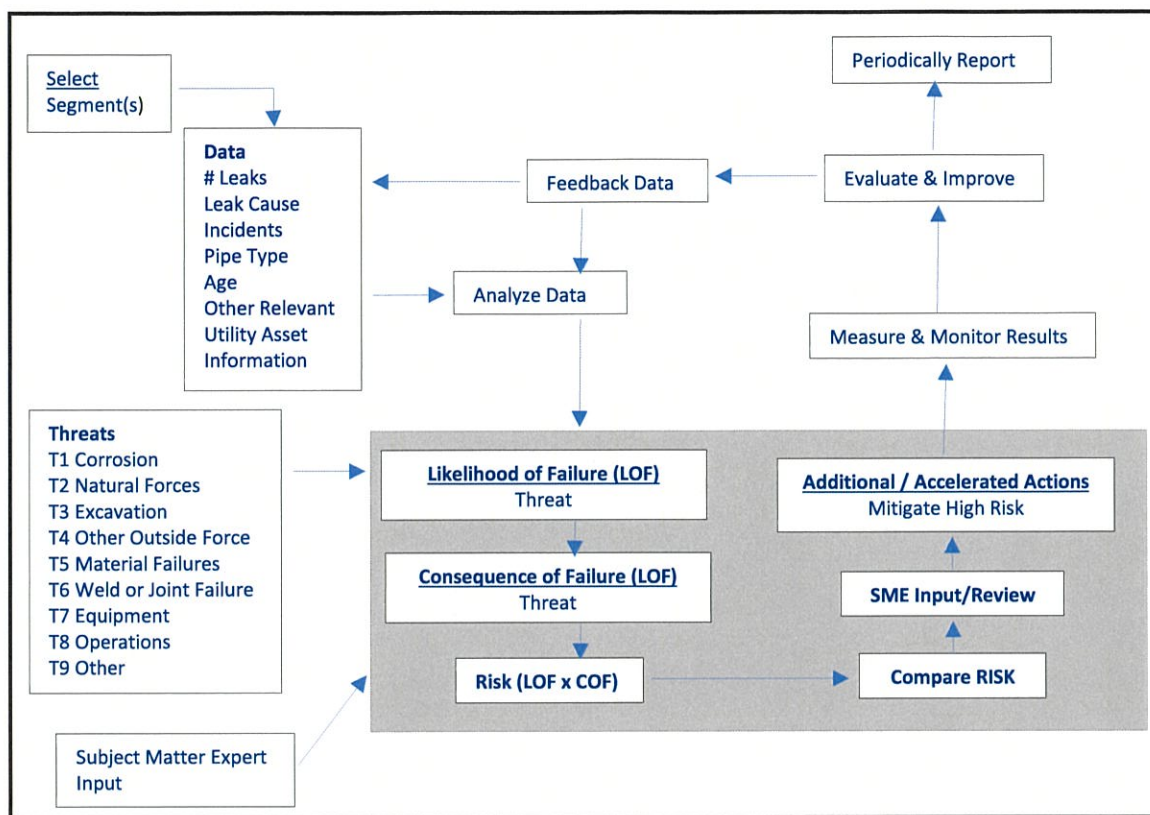 Select
Segment(s)
Data
# Leaks
Leak Cause
Incidents
Pipe Type
Age
Other Relevant
Utility Asset
Information
Feedback Data
Analyze Data
Periodically Report
Evaluate & Improve
Measure & Monitor Results
Threats
T1 Corrosion
T2 Natural Forces
T3 Excavation
T4 Other Outside Force
T5 Material Failures
T6 Weld or Joint Failure
T7 Equipment
T8 Operations
T9 Other
Subject Matter Expert
Input
Likelihood of Failure (LOF)
Threat
Consequence of Failure (LOF)
Threat
Risk (LOF x COF)
Compare RISK
SME Input/Review
Additional / Accelerated Actions
Mitigate High Risk